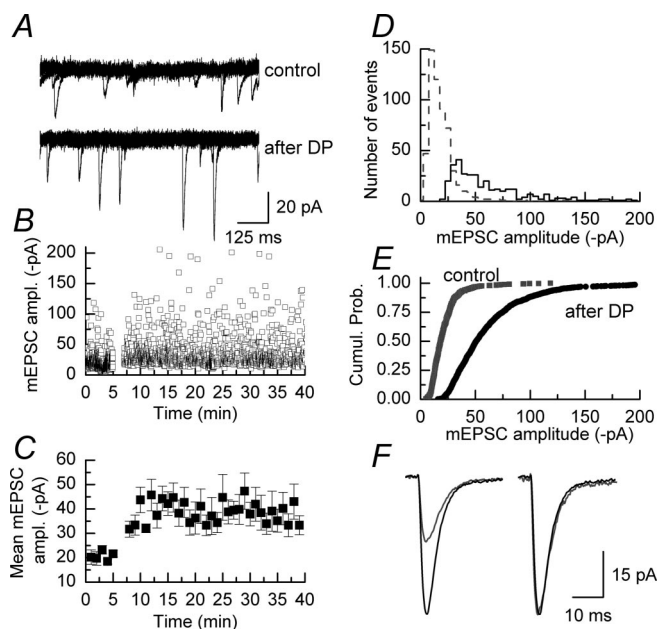 A
control
after DP
20 pA
125 ms
B
mEPSC ampl. (-pA)
200
150
100
50
0
0 5 10 15 20 25 30 35 40
Time (min)
C
Mean mEPSC
ampl. (-pA)
60
50
40
30
20
10
0 5 10 15 20 25 30 35 40
Time (min)
D
Number of events
150
100
50
0
0 50 100 150 200
mEPSC amplitude (-pA)
E
Cumul. Prob.
1.00
0.75
0.50
0.25
0.00
control
after DP
0 50 100 150 200
mEPSC amplitude (-pA)
F
15 pA
10 ms